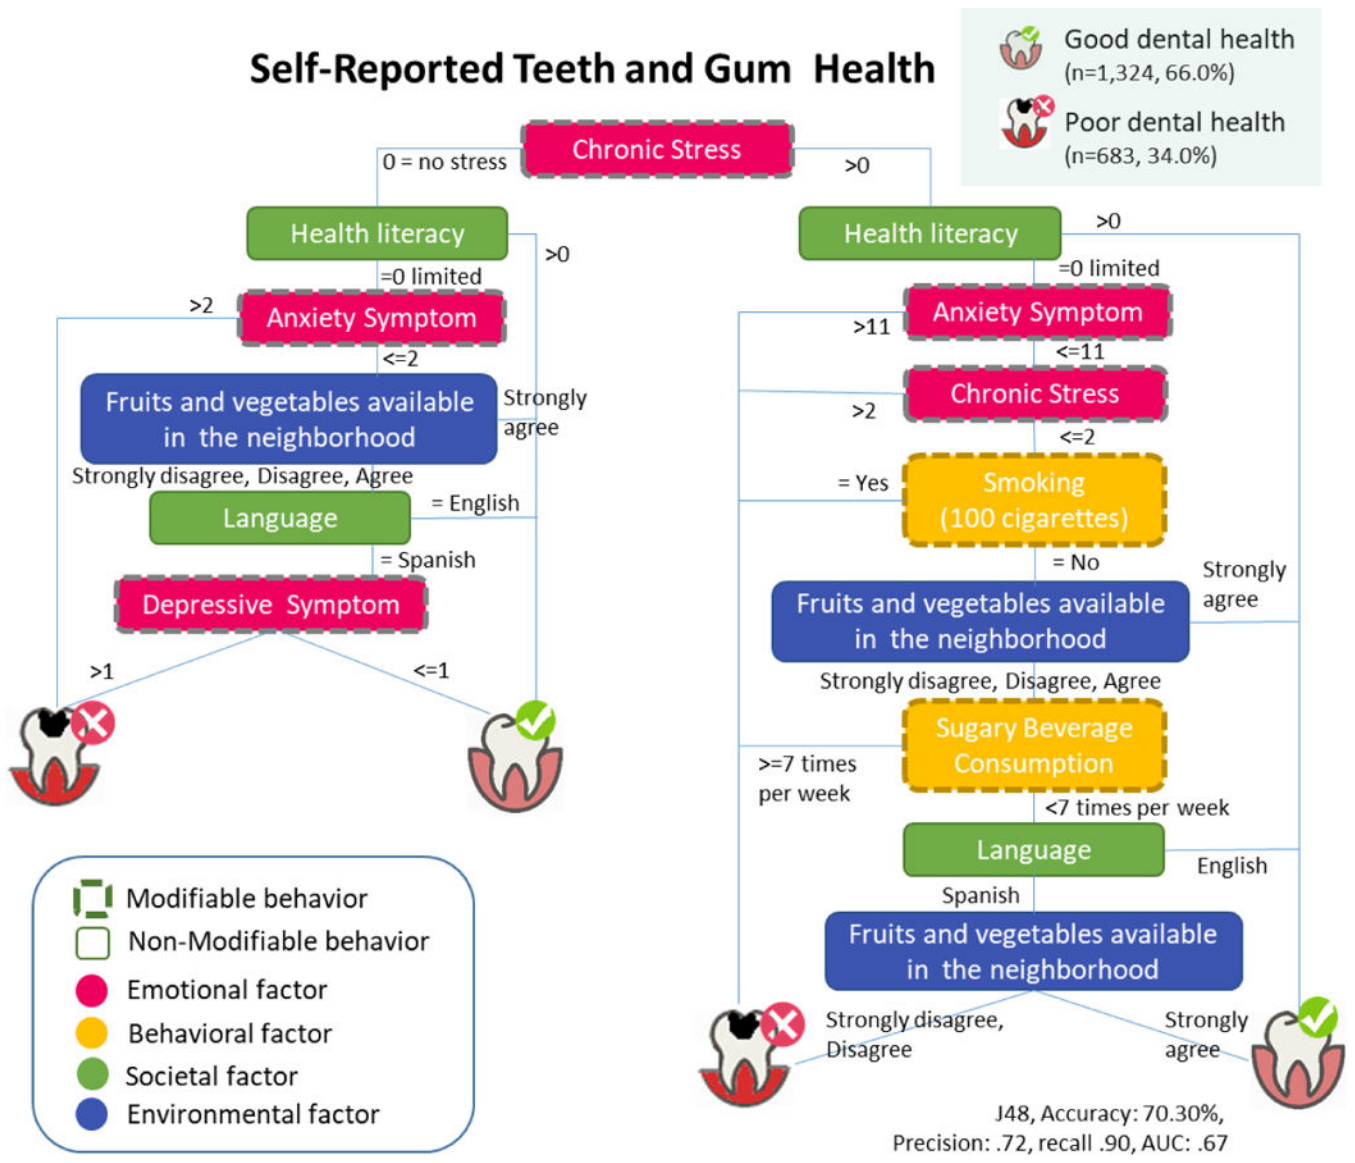 Self-Reported Teeth and Gum Health
Good dental health
(n=1,324, 66.0%)
Poor dental health
(n=683, 34.0%)
Chronic Stress
0 = no stress
>0
Health literacy
>0
=0 limited
>2
Anxiety Symptom
<=2
Fruits and vegetables available
in the neighborhood
Strongly
agree
Strongly disagree, Disagree, Agree
Language
= English
= Spanish
Depressive Symptom
>1
<=1
Health literacy
>0
=0 limited
Anxiety Symptom
>11
<=11
Chronic Stress
>2
<=2
= Yes
Smoking
(100 cigarettes)
= No
Strongly
agree
Fruits and vegetables available
in the neighborhood
Strongly disagree, Disagree, Agree
Sugary Beverage
Consumption
>=7 times
per week
<7 times per week
Language
English
Spanish
Fruits and vegetables available
in the neighborhood
Strongly disagree,
Disagree
Strongly
agree
Modifiable behavior
Non-Modifiable behavior
Emotional factor
Behavioral factor
Societal factor
Environmental factor
J48, Accuracy: 70.30%,
Precision: .72, recall .90, AUC: .67